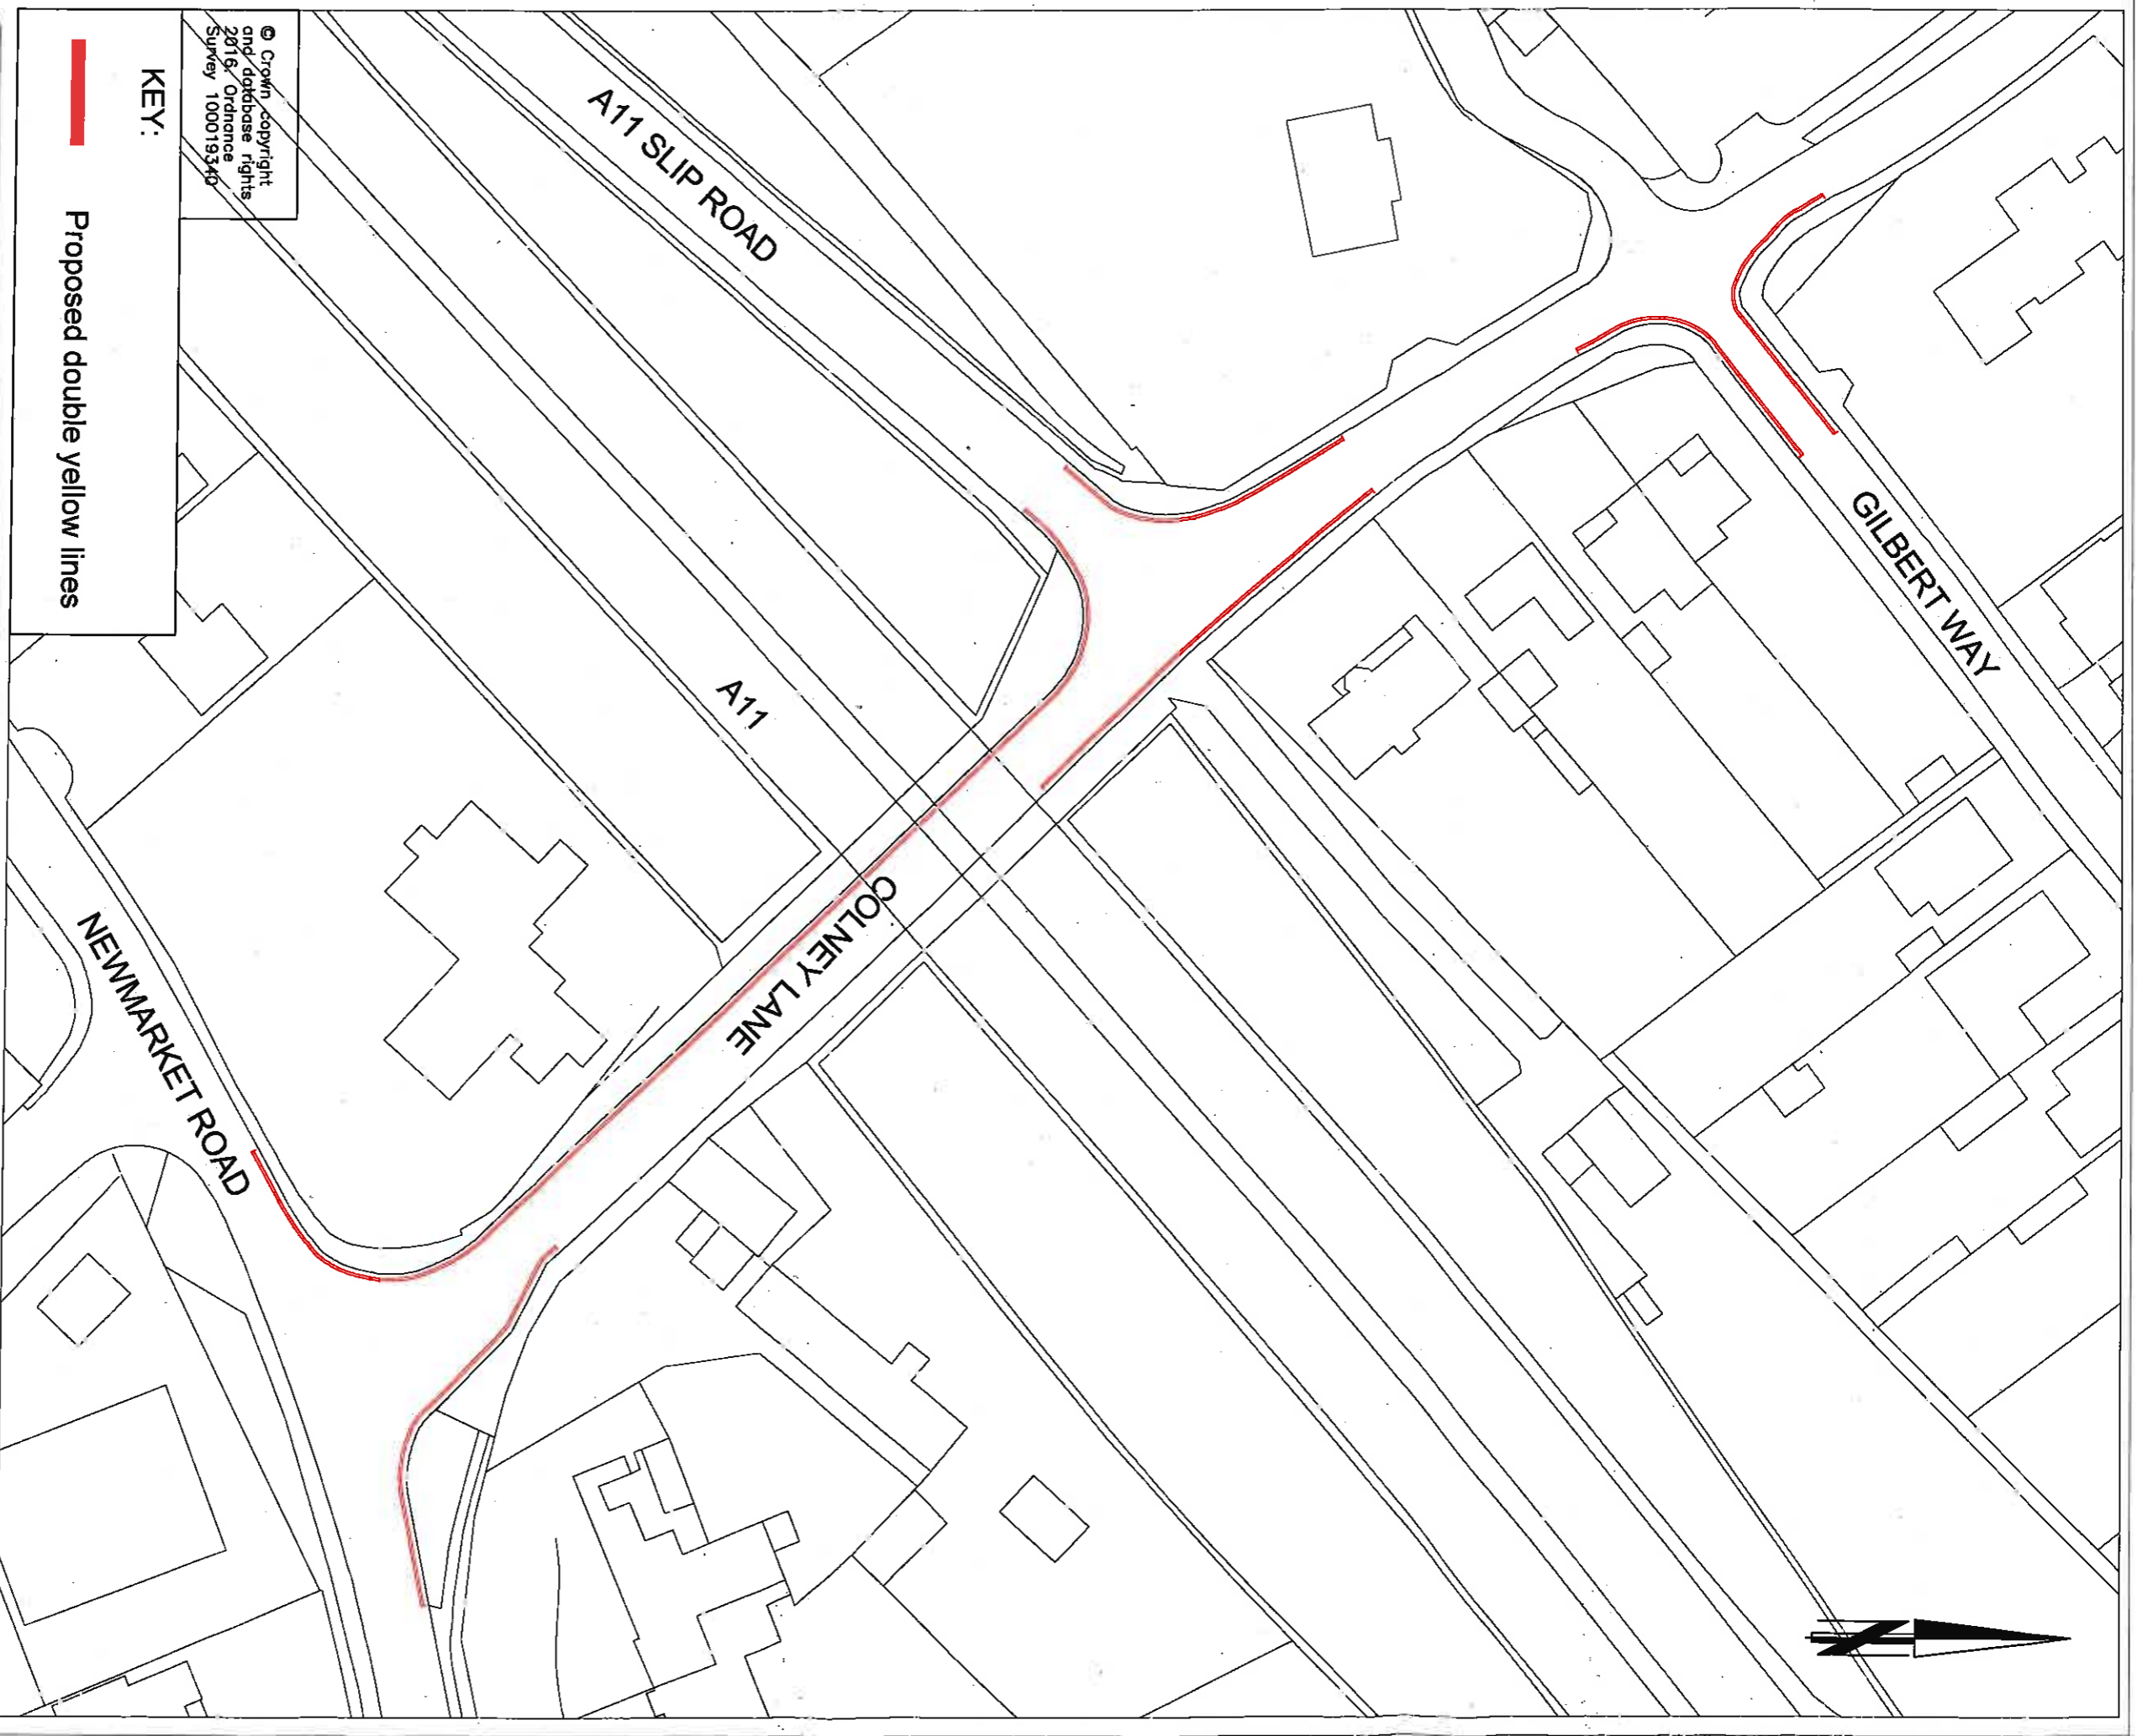 © Crown copyright
and database rights
2016. Ordnance
Survey 100019340
KEY:
Proposed double yellow lines
A11 SLIP ROAD
GILBERT WAY
A11
COLNEY LANE
NEWMARKET ROAD
N